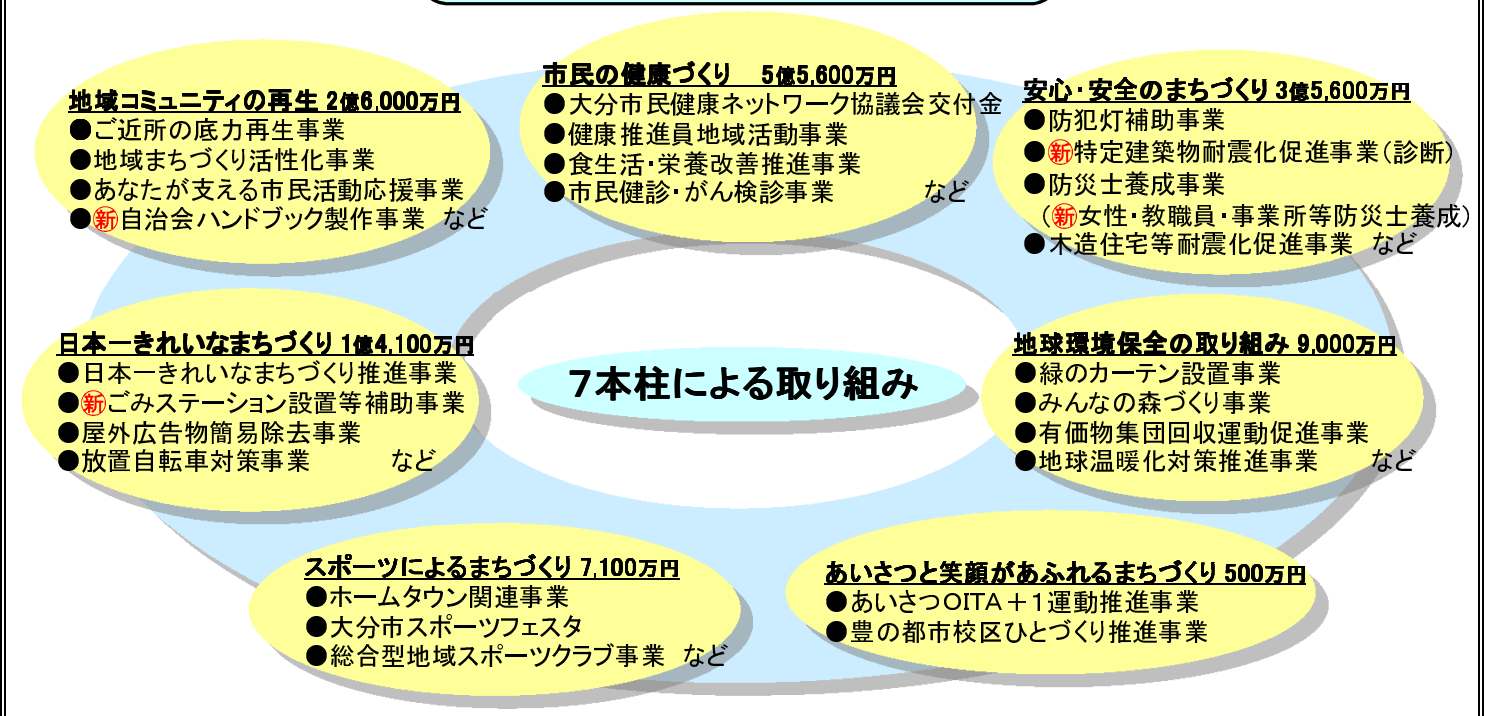 地域コミュニティの再生 2億6,000万円
●ご近所の底力再生事業
●地域まちづくり活性化事業
●あなたが支える市民活動応援事業
●新自治会ハンドブック製作事業 など
市民の健康づくり 5億5,600万円
●大分市民健康ネットワーク協議会交付金
●健康推進員地域活動事業
●食生活・栄養改善推進事業
●市民健診・がん検診事業 など
安心・安全のまちづくり 3億5,600万円
●防犯灯補助事業
●新特定建築物耐震化促進事業(診断)
●防災士養成事業
(新女性・教職員・事業所等防災士養成)
●木造住宅等耐震化促進事業 など
日本一きれいなまちづくり 1億4,100万円
●日本一きれいなまちづくり推進事業
●新ごみステーション設置等補助事業
●屋外広告物簡易除去事業
●放置自転車対策事業 など
7本柱による取り組み
地球環境保全の取り組み 9,000万円
●緑のカーテン設置事業
●みんなの森づくり事業
●有価物集団回収運動促進事業
●地球温暖化対策推進事業 など
スポーツによるまちづくり 7,100万円
●ホームタウン関連事業
●大分市スポーツフェスタ
●総合型地域スポーツクラブ事業 など
あいさつと笑顔があふれるまちづくり 500万円
●あいさつOITA+1運動推進事業
●豊の都市校区ひとづくり推進事業